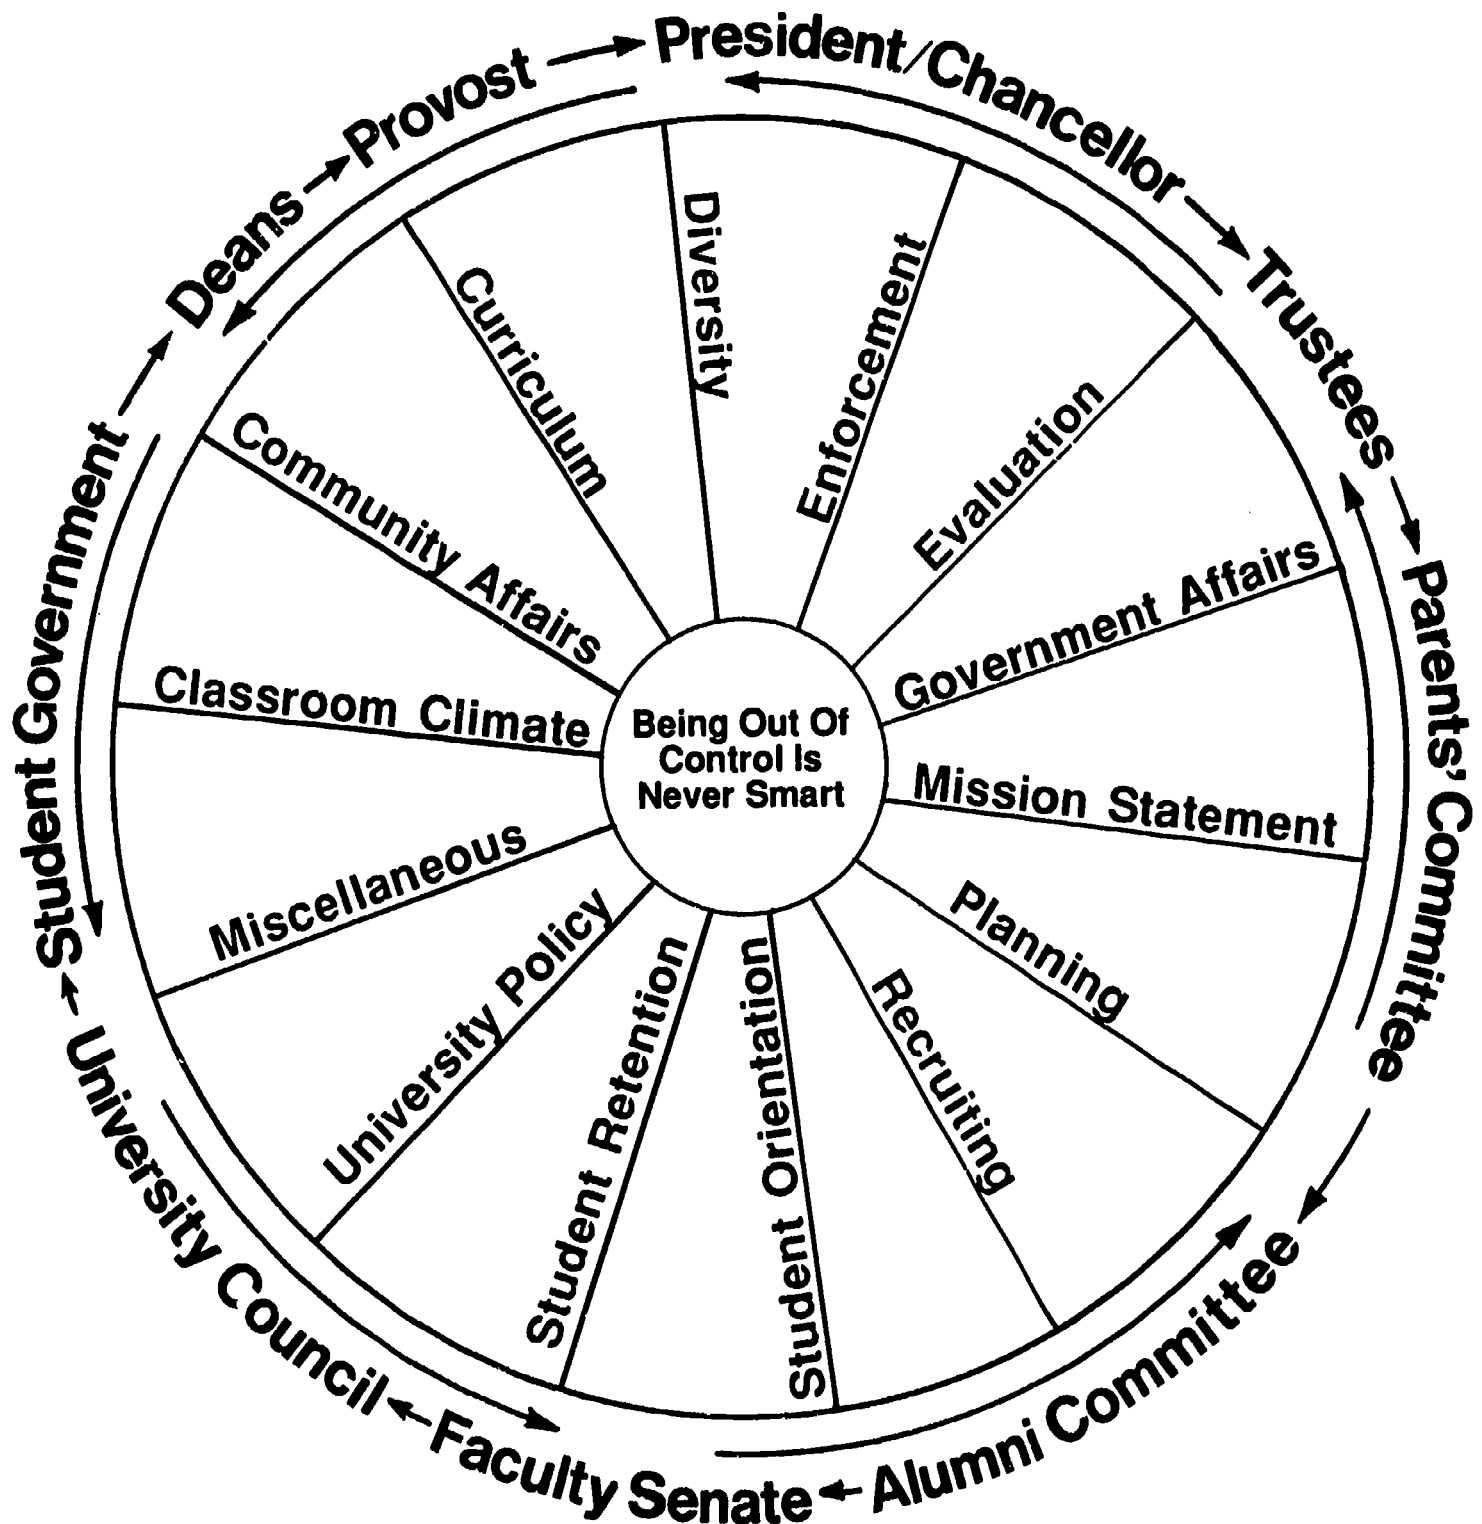 President/Chancellor
Trustees
Parents' Committee
Alumni Committee
Faculty Senate
University Council
Student Government
Deans
Provost
Diversity
Enforcement
Evaluation
Government Affairs
Mission Statement
Planning
Recruiting
Student Orientation
Student Retention
University Policy
Miscellaneous
Classroom Climate
Community Affairs
Curriculum
Being Out Of
Control Is
Never Smart